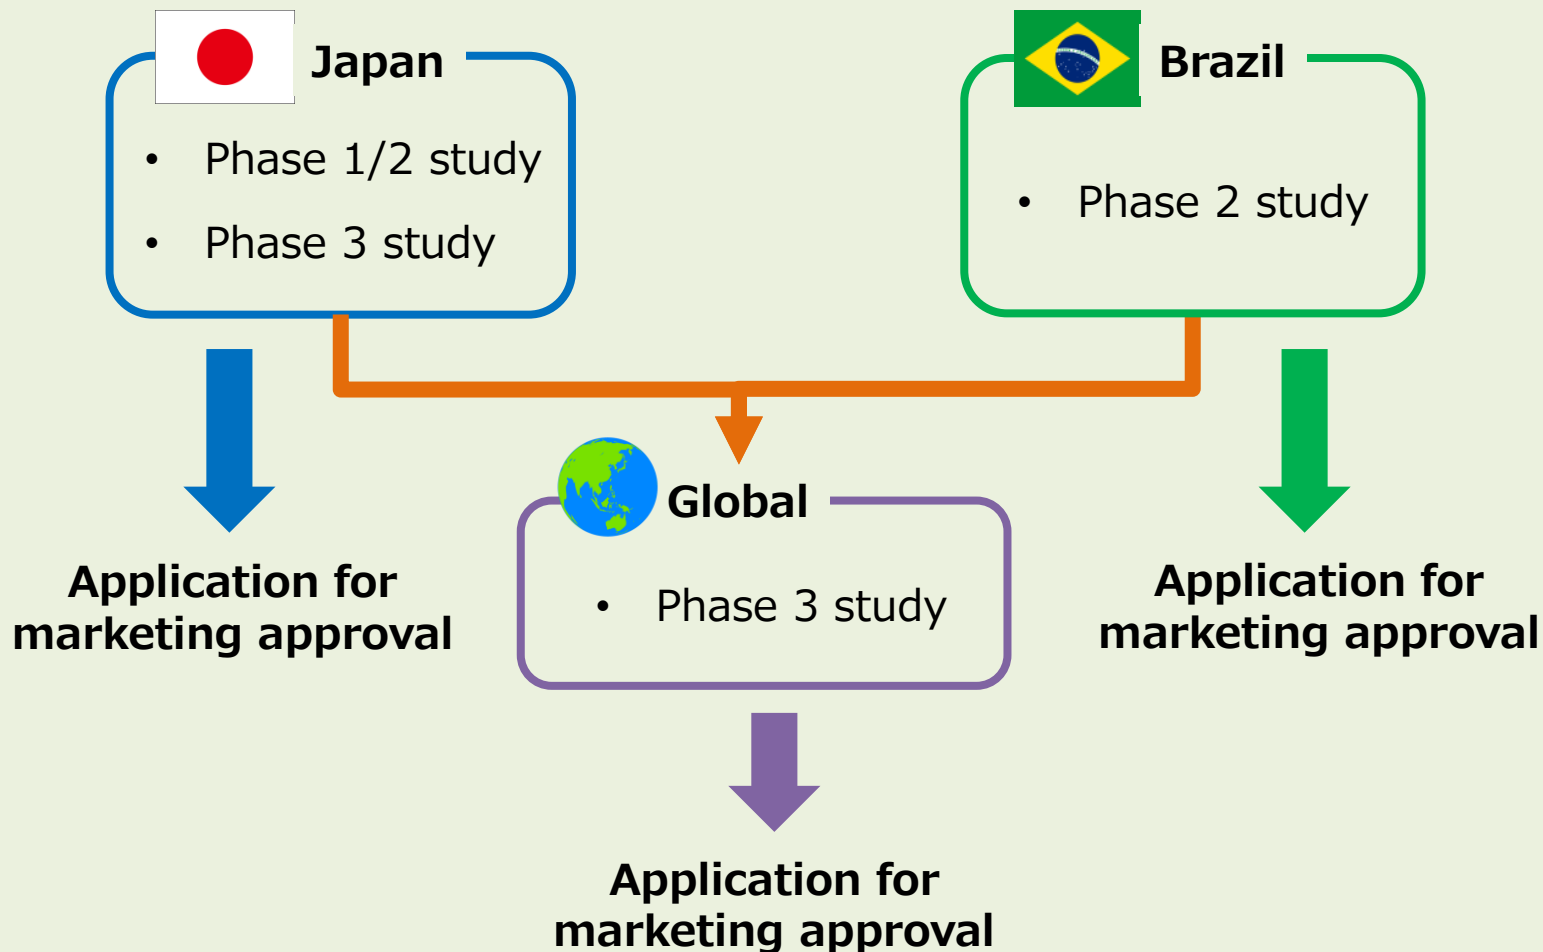 Japan
• Phase 1/2 study
• Phase 3 study
Brazil
• Phase 2 study
Application for
marketing approval
Global
• Phase 3 study
Application for
marketing approval
Application for
marketing approval